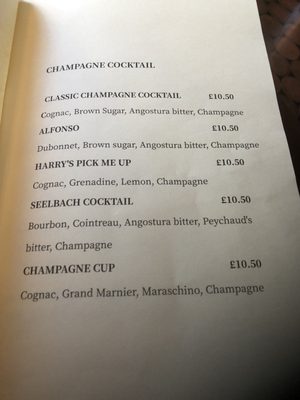 CHAMPAGNE COCKTAIL
CLASSIC CHAMPAGNE COCKTAIL £10.50
Cognac, Brown Sugar, Angostura bitter, Champagne
ALFONSO £10.50
Dubonnet, Brown sugar, Angostura bitter, Champagne
HARRY'S PICK ME UP £10.50
Cognac, Grenadine, Lemon, Champagne
SEELBACH COCKTAIL £10.50
Bourbon, Cointreau, Angostura bitter, Peychaud's
bitter, Champagne
CHAMPAGNE CUP £10.50
Cognac, Grand Marnier, Maraschino, Champagne